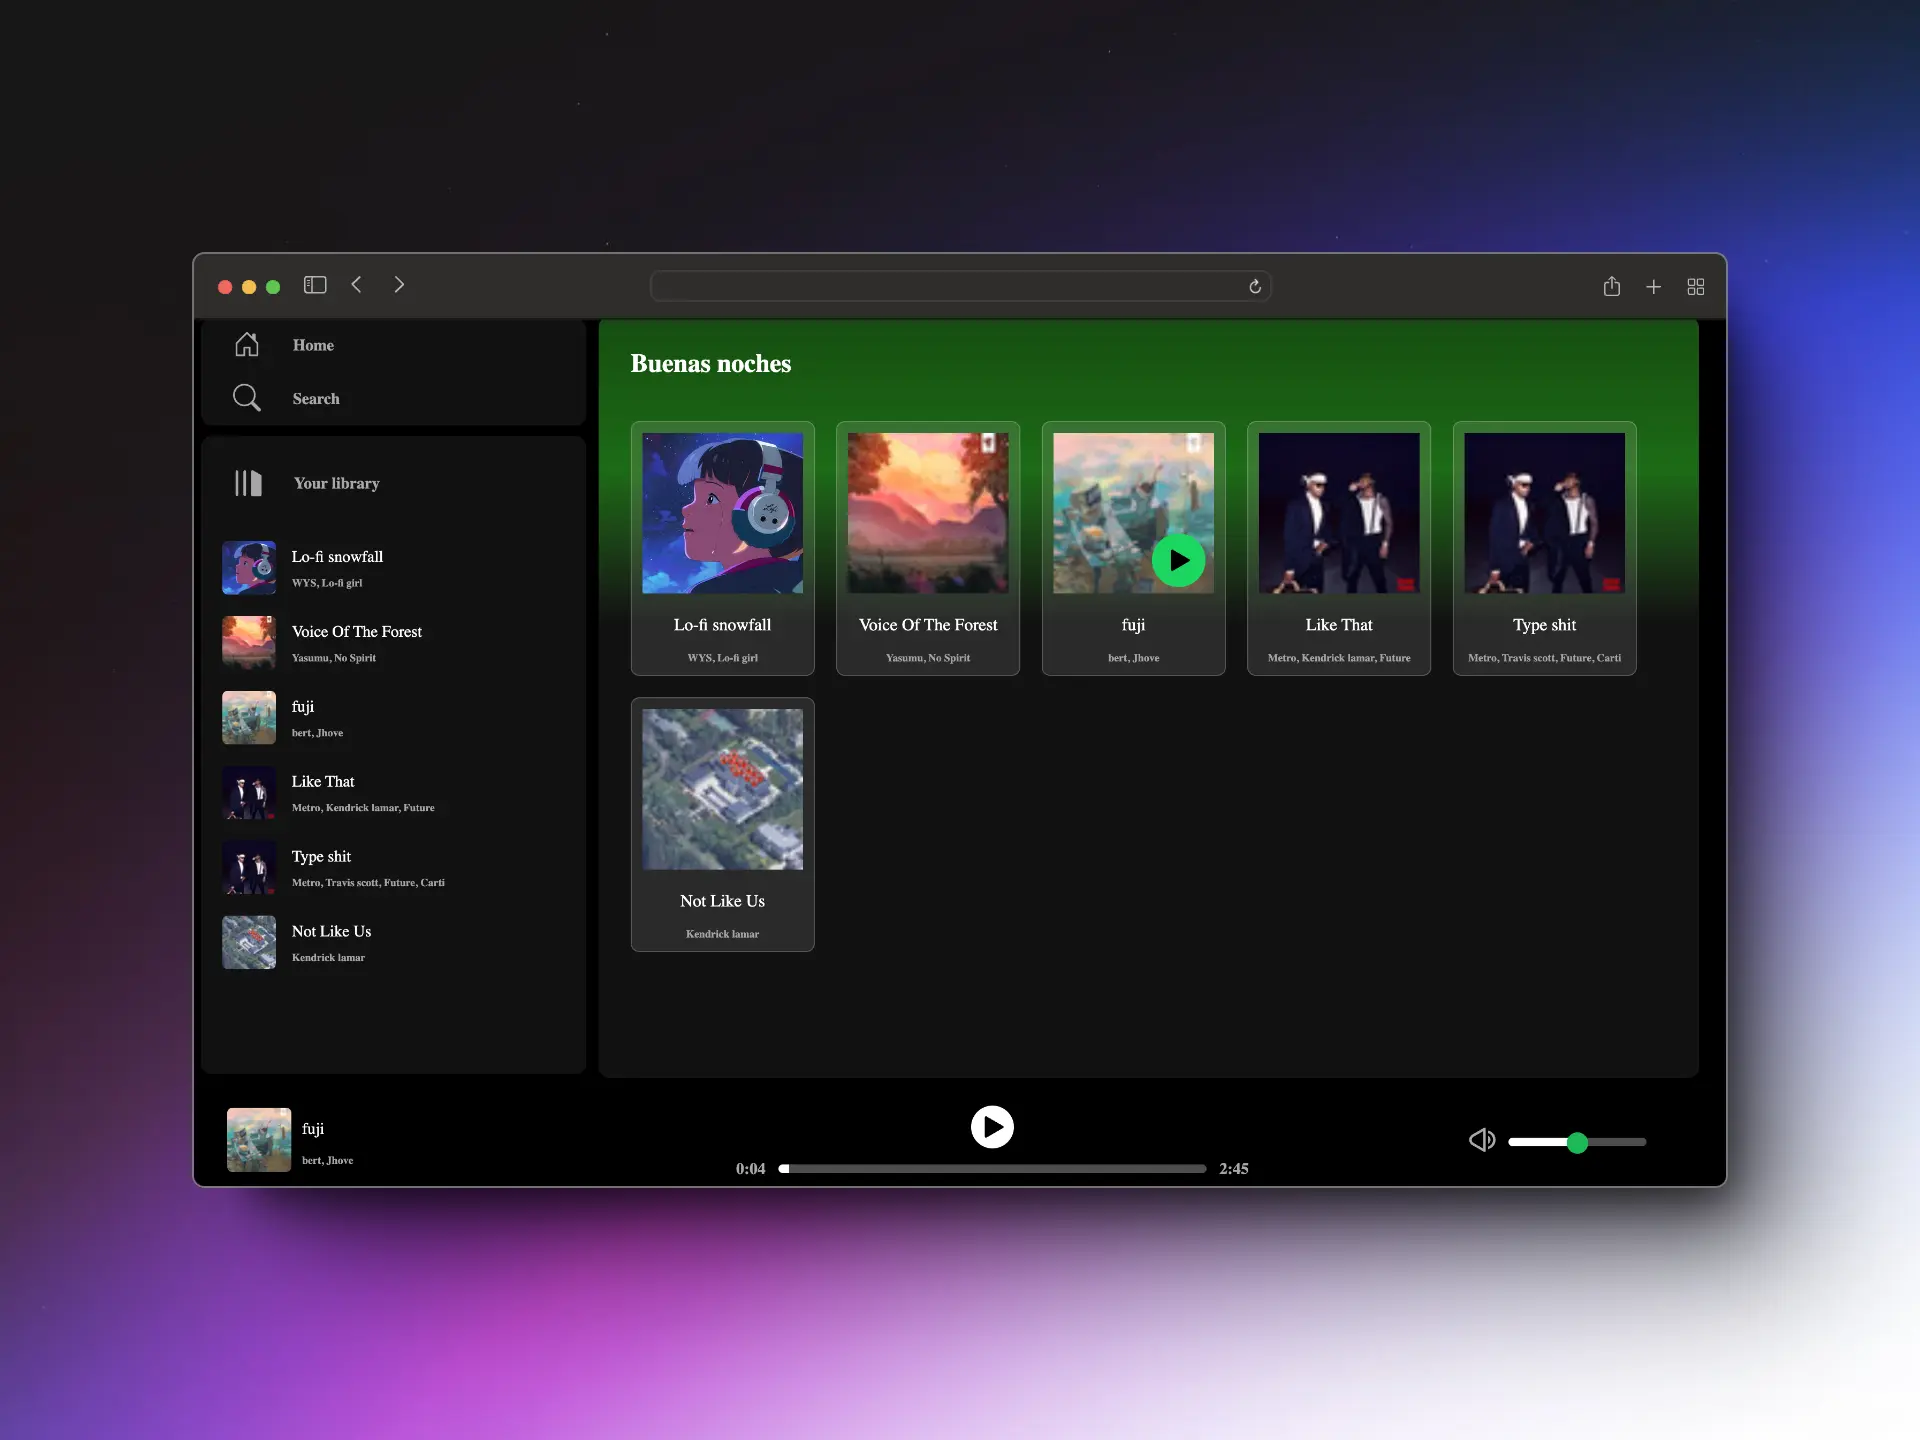 Home
Search
Your library
Lo-fi snowfall
WYS, Lo-fi girl
Voice Of The Forest
Yasumu, No Spirit
fuji
bert, Jhove
Like That
Metro, Kendrick lamar, Future
Type shit
Metro, Travis scott, Future, Carti
Not Like Us
Kendrick lamar
Buenas noches
Lo-fi snowfall
WYS, Lo-fi girl
Voice Of The Forest
Yasumu, No Spirit
fuji
bert, Jhove
Like That
Metro, Kendrick lamar, Future
Type shit
Metro, Travis scott, Future, Carti
Not Like Us
Kendrick lamar
fuji
bert, Jhove
0:04
2:45